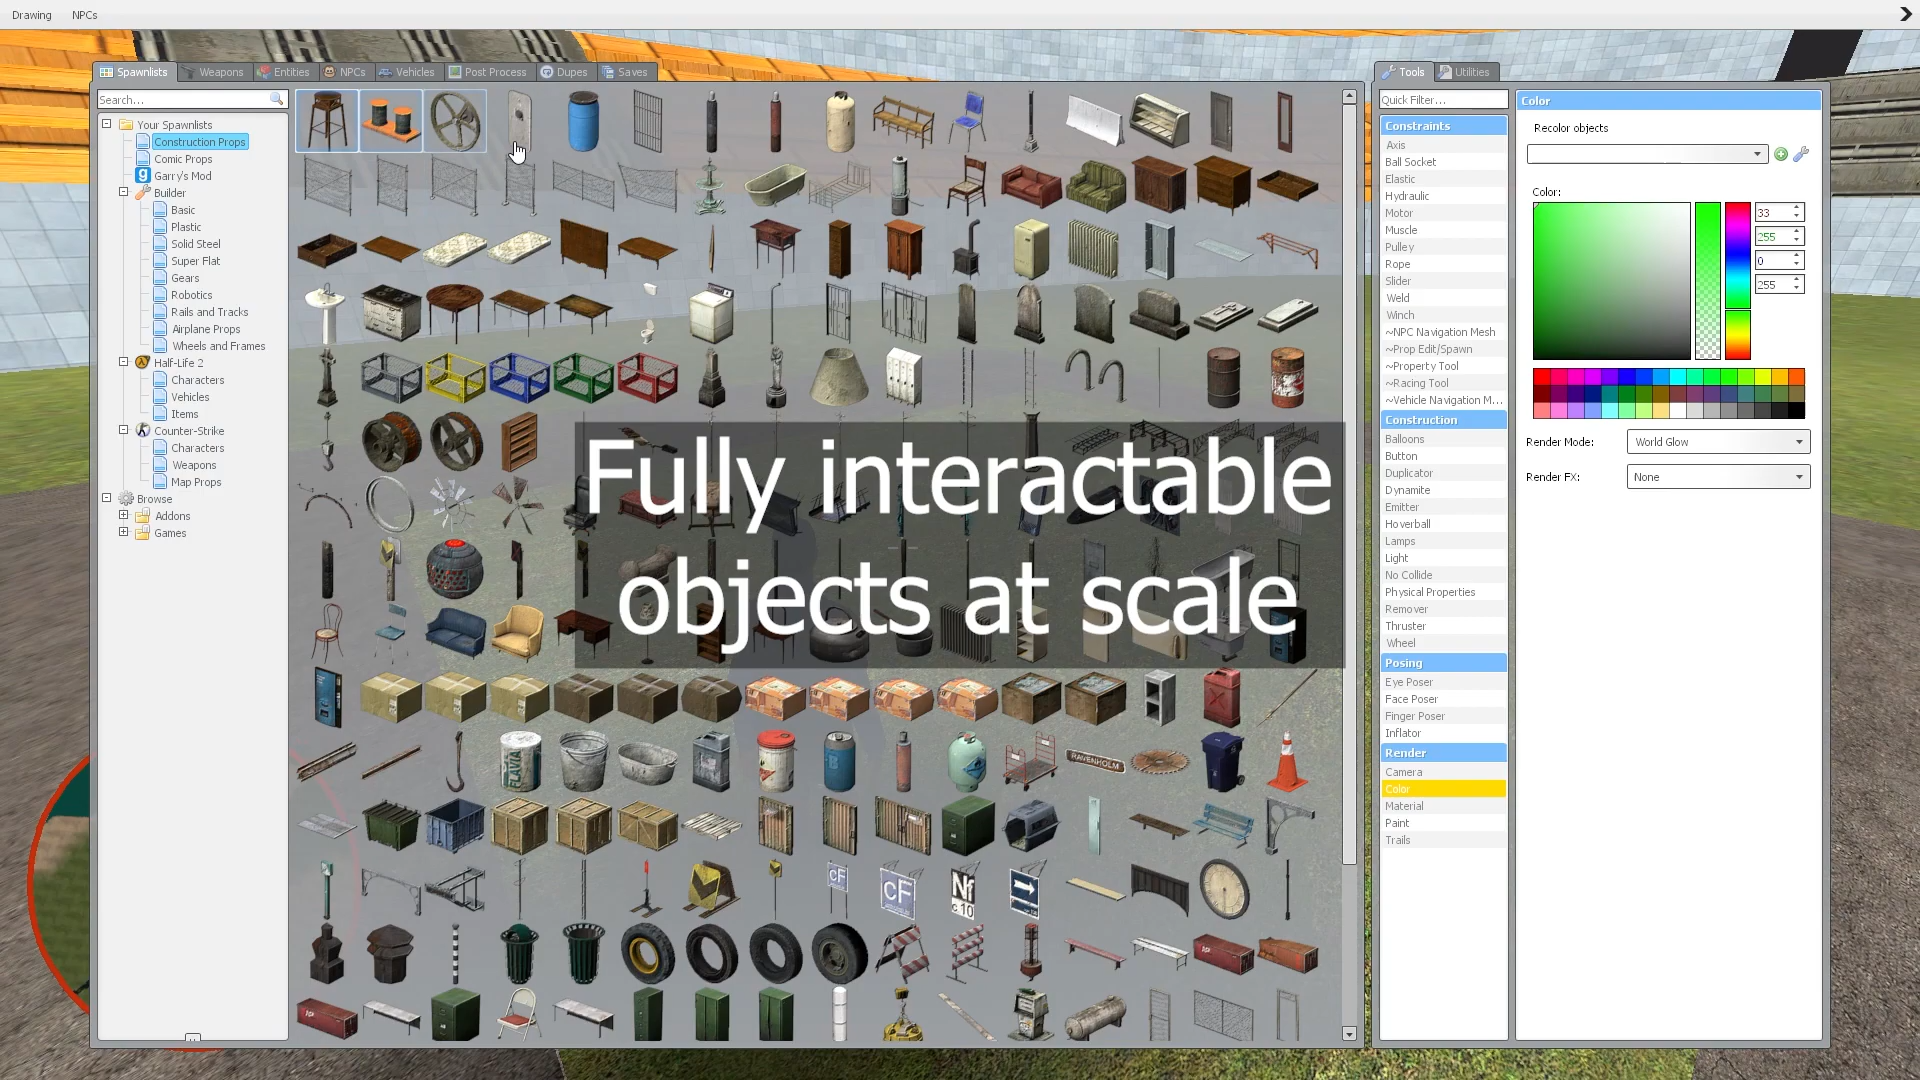 Drawing NPCs
Spawnlists Weapons Entities NPCs Vehicles Post Process Dupes Saves
Tools Utilities
Search...
Your Spawnlists
Construction Props
Comic Props
Garry's Mod
Builder
Basic
Plastic
Solid Steel
Super Flat
Gears
Robotics
Rails and Tracks
Airplane Props
Wheels and Frames
Half-Life 2
Characters
Vehicles
Items
Counter-Strike
Characters
Weapons
Map Props
Browse
Addons
Games
Fully interactable
objects at scale
RAVENHOLM
cF
cF
Nf
c 10
Quick Filter...
Constraints
Axis
Ball Socket
Elastic
Hydraulic
Motor
Muscle
Pulley
Rope
Slider
Weld
Winch
~NPC Navigation Mesh
~Prop Edit/Spawn
~Property Tool
~Racing Tool
~Vehicle Navigation M...
Construction
Balloons
Button
Duplicator
Dynamite
Emitter
Hoverball
Lamps
Light
No Collide
Physical Properties
Remover
Thruster
Wheel
Posing
Eye Poser
Face Poser
Finger Poser
Inflator
Render
Camera
Color
Material
Paint
Trails
Color
Recolor objects
Color:
33
255
0
255
Render Mode: World Glow
Render FX: None